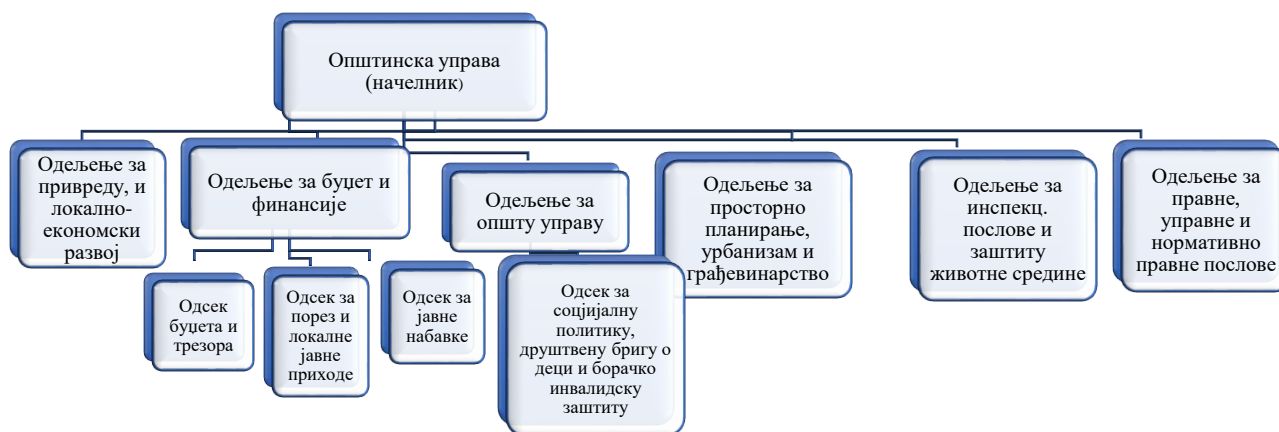 Општинска управа
(начелник)
Одељење за
привреду, и
локално-
економски
развој
Одељење за буџет и
финансије
Одељење за
општу управу
Одељење за
просторно
планирање,
урбанизам и
грађевинарство
Одељење за
инспекц.
послове и
заштиту
животне средине
Одељење за
правне,
управне и
нормативно
правне послове
Одсек
буџета и
трезора
Одсек за
порез и
локалне
јавне
приходе
Одсек за
јавне
набавке
Одсек за
соцјијалну
политику,
друштвену бригу о
деци и борачко
инвалидску
заштиту